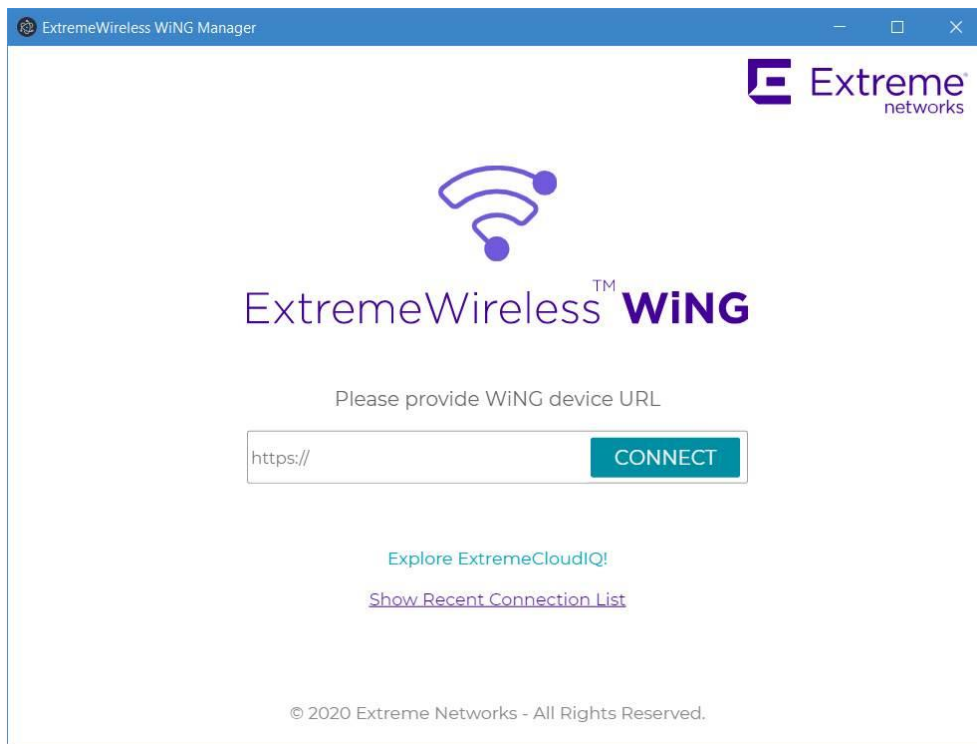 ExtremeWireless WiNG Manager
Extreme®
networks
ExtremeWireless™ WiNG
Please provide WiNG device URL
https://
CONNECT
Explore ExtremeCloudIQ!
Show Recent Connection List
© 2020 Extreme Networks - All Rights Reserved.